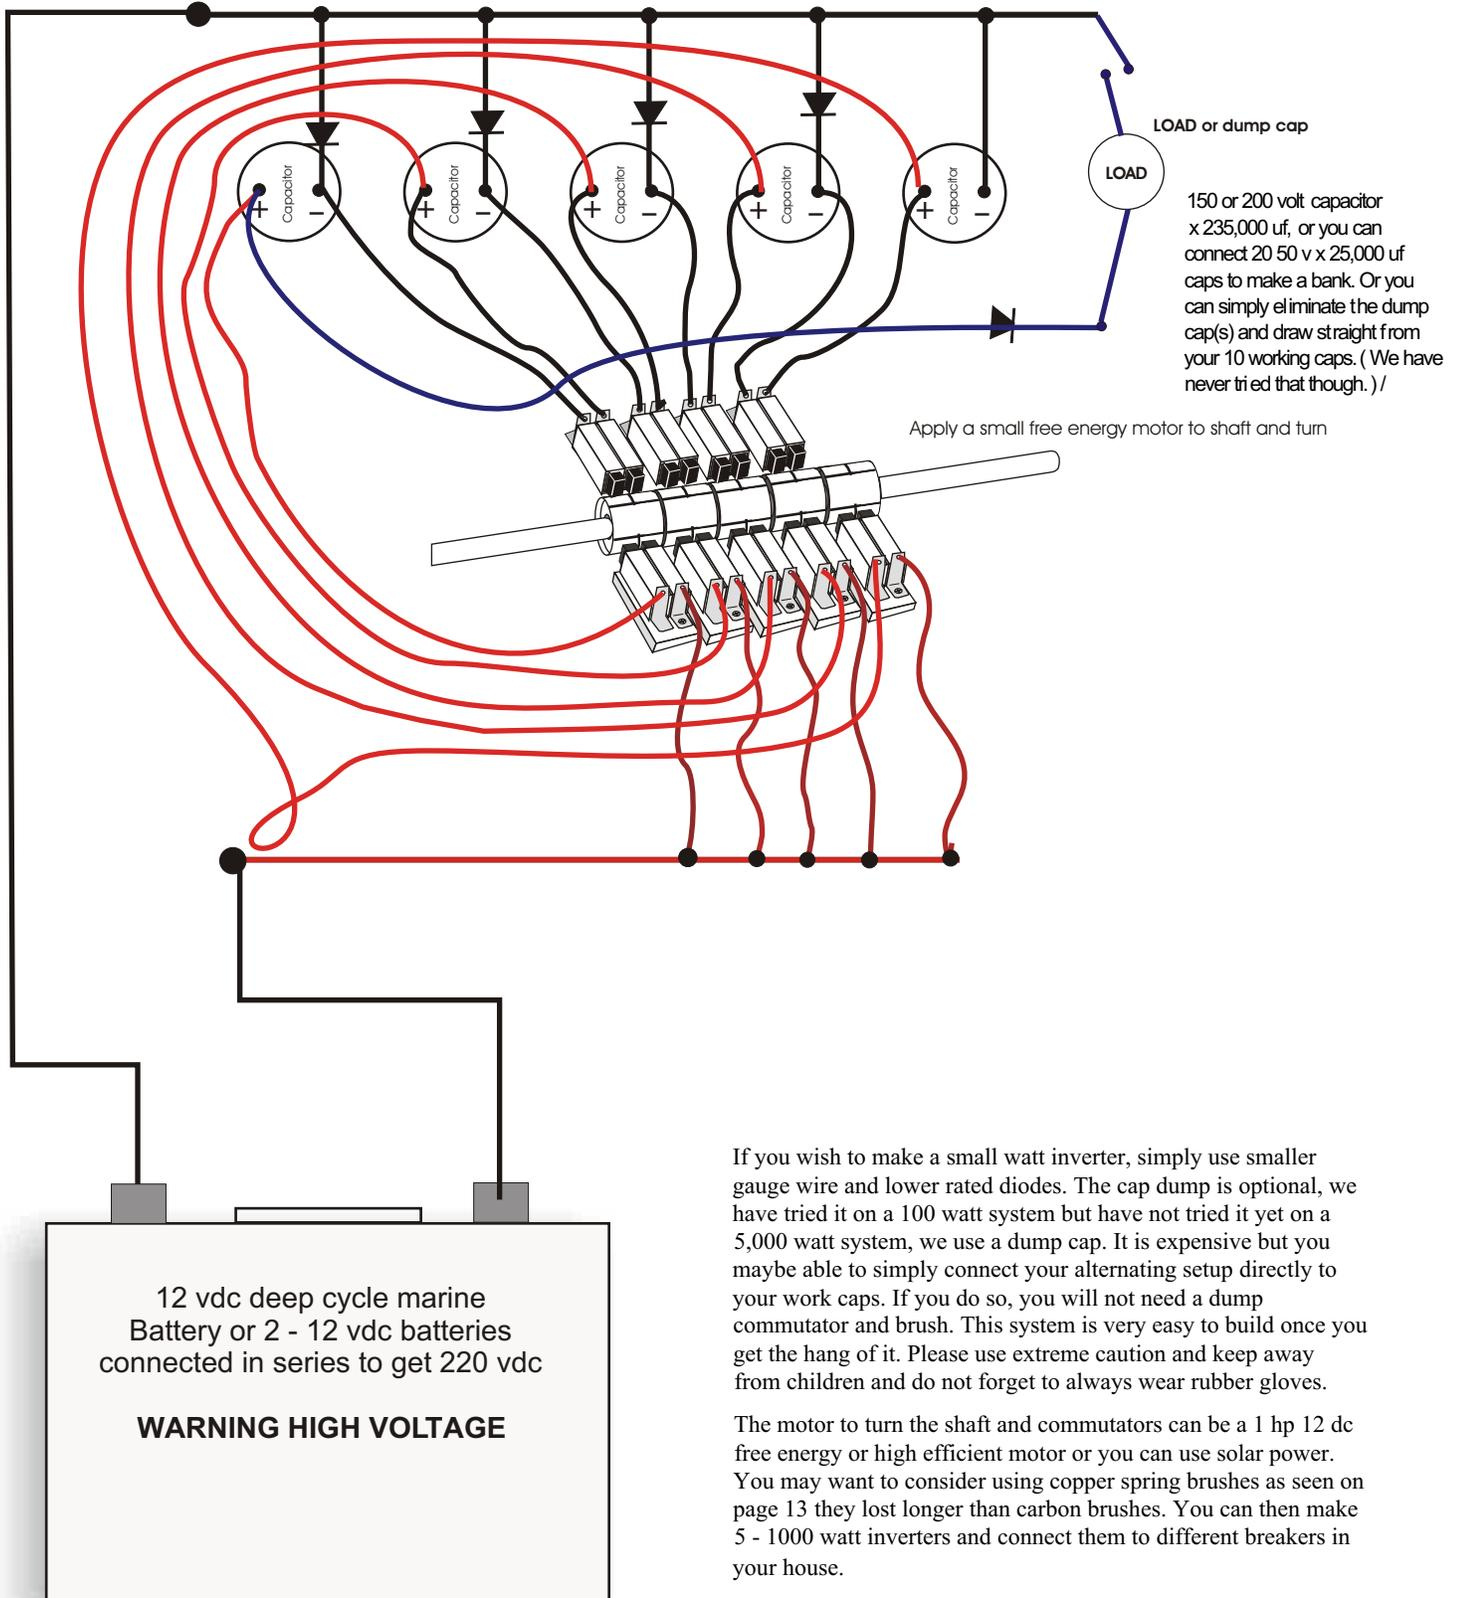 Capacitor
+
−
Capacitor
+
−
Capacitor
+
−
Capacitor
+
−
Capacitor
+
−
LOAD or dump cap
LOAD
150 or 200 volt capacitor
x 235,000 uf, or you can
connect 20 50 v x 25,000 uf
caps to make a bank. Or you
can simply eliminate the dump
cap(s) and draw straight from
your 10 working caps. ( We have
never tried that though. ) /
Apply a small free energy motor to shaft and turn
12 vdc deep cycle marine
Battery or 2 - 12 vdc batteries
connected in series to get 220 vdc
WARNING HIGH VOLTAGE
If you wish to make a small watt inverter, simply use smaller
gauge wire and lower rated diodes. The cap dump is optional, we
have tried it on a 100 watt system but have not tried it yet on a
5,000 watt system, we use a dump cap. It is expensive but you
maybe able to simply connect your alternating setup directly to
your work caps. If you do so, you will not need a dump
commutator and brush. This system is very easy to build once you
get the hang of it. Please use extreme caution and keep away
from children and do not forget to always wear rubber gloves.
The motor to turn the shaft and commutators can be a 1 hp 12 dc
free energy or high efficient motor or you can use solar power.
You may want to consider using copper spring brushes as seen on
page 13 they lost longer than carbon brushes. You can then make
5 - 1000 watt inverters and connect them to different breakers in
your house.